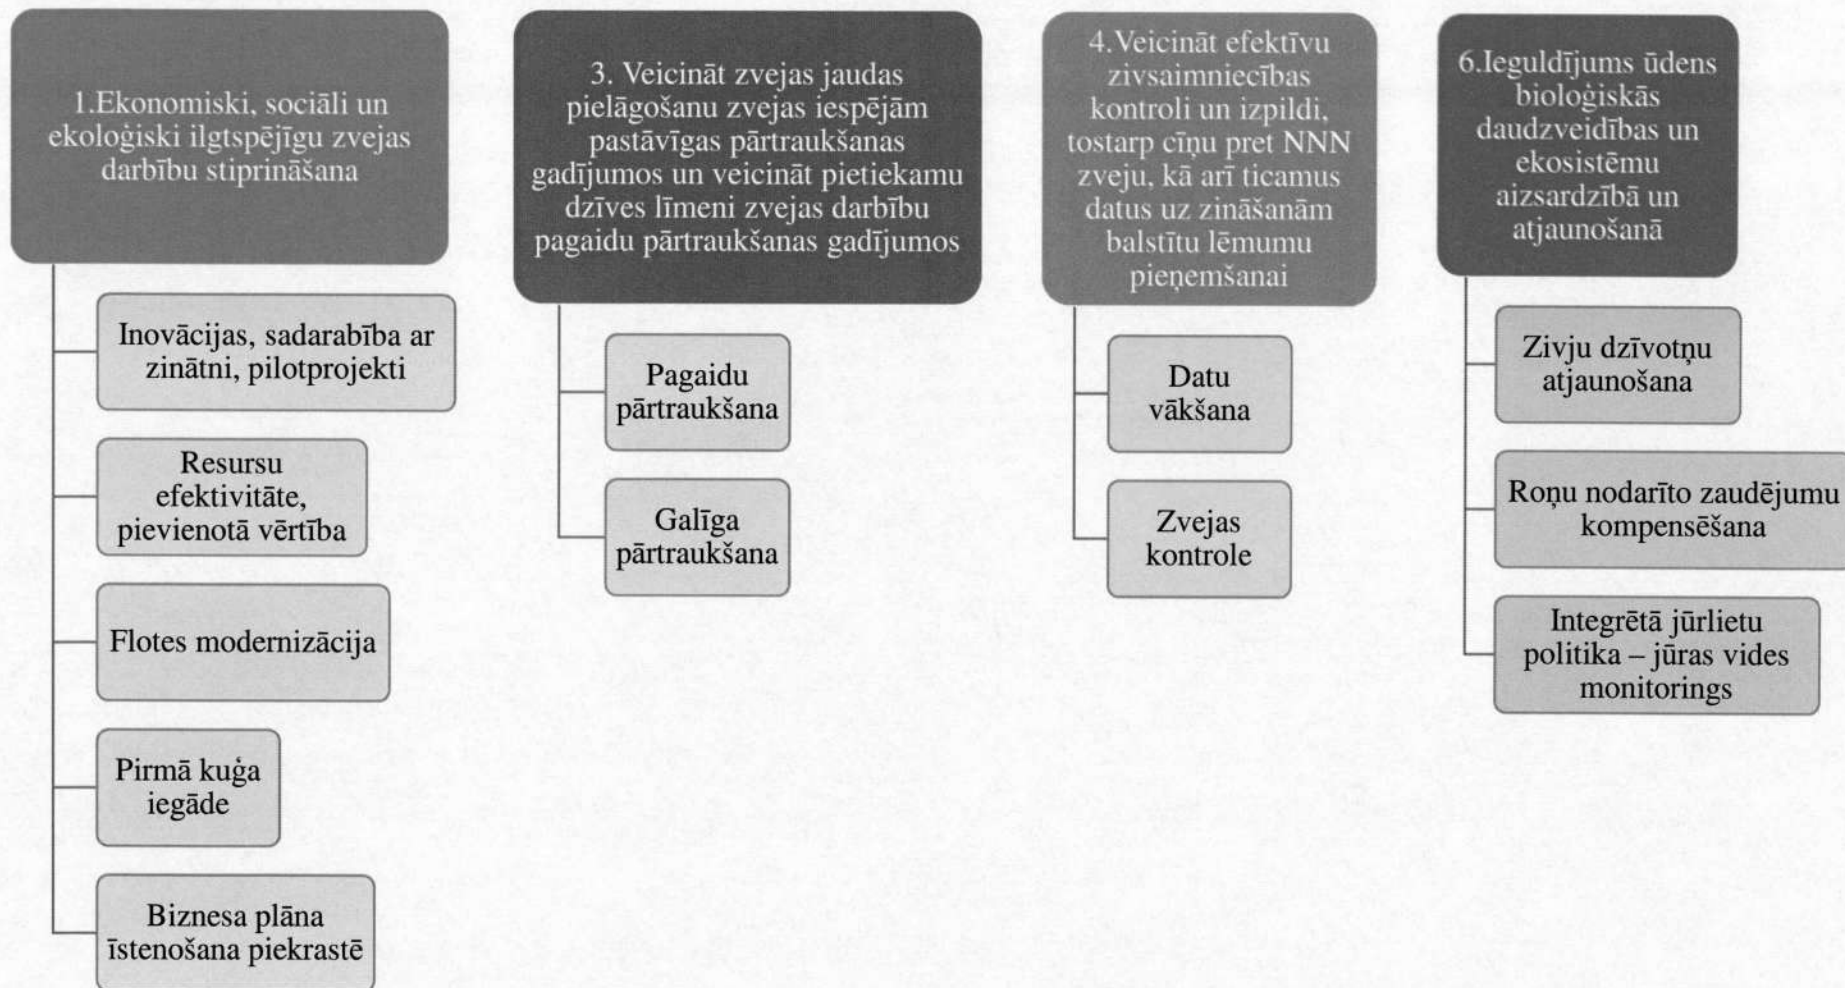 1.Ekonomiski, sociāli un
ekoloģiski ilgtspējīgu zvejas
darbību stiprināšana
Inovācijas, sadarabība ar
zinātni, pilotprojekti
Resursu
efektivitāte,
pievienotā vērtība
Flotes modernizācija
Pirmā kuģa
iegāde
Biznesa plāna
īstenošana piekrastē
3. Veicināt zvejas jaudas
pielāgošanu zvejas iespējām
pastāvīgas pārtraukšanas
gadījumos un veicināt pietiekamu
dzīves līmeni zvejas darbību
pagaidu pārtraukšanas gadījumos
Pagaidu
pārtraukšana
Galīga
pārtraukšana
4.Veicināt efektīvu
zivsaimniecības
kontroli un izpildi,
tostarp cīņu pret NNN
zveju, kā arī ticamus
datus uz zināšanām
balstītu lēmumu
pieņemšanai
Datu
vākšana
Zvejas
kontrole
6.Ieguldījums ūdens
bioloģiskās
daudzveidības un
ekosistēmu
aizsardzībā un
atjaunošanā
Zivju dzīvotņu
atjaunošana
Roņu nodarīto zaudējumu
kompensēšana
Integrētā jūrlietu
politika – jūras vides
monitorings